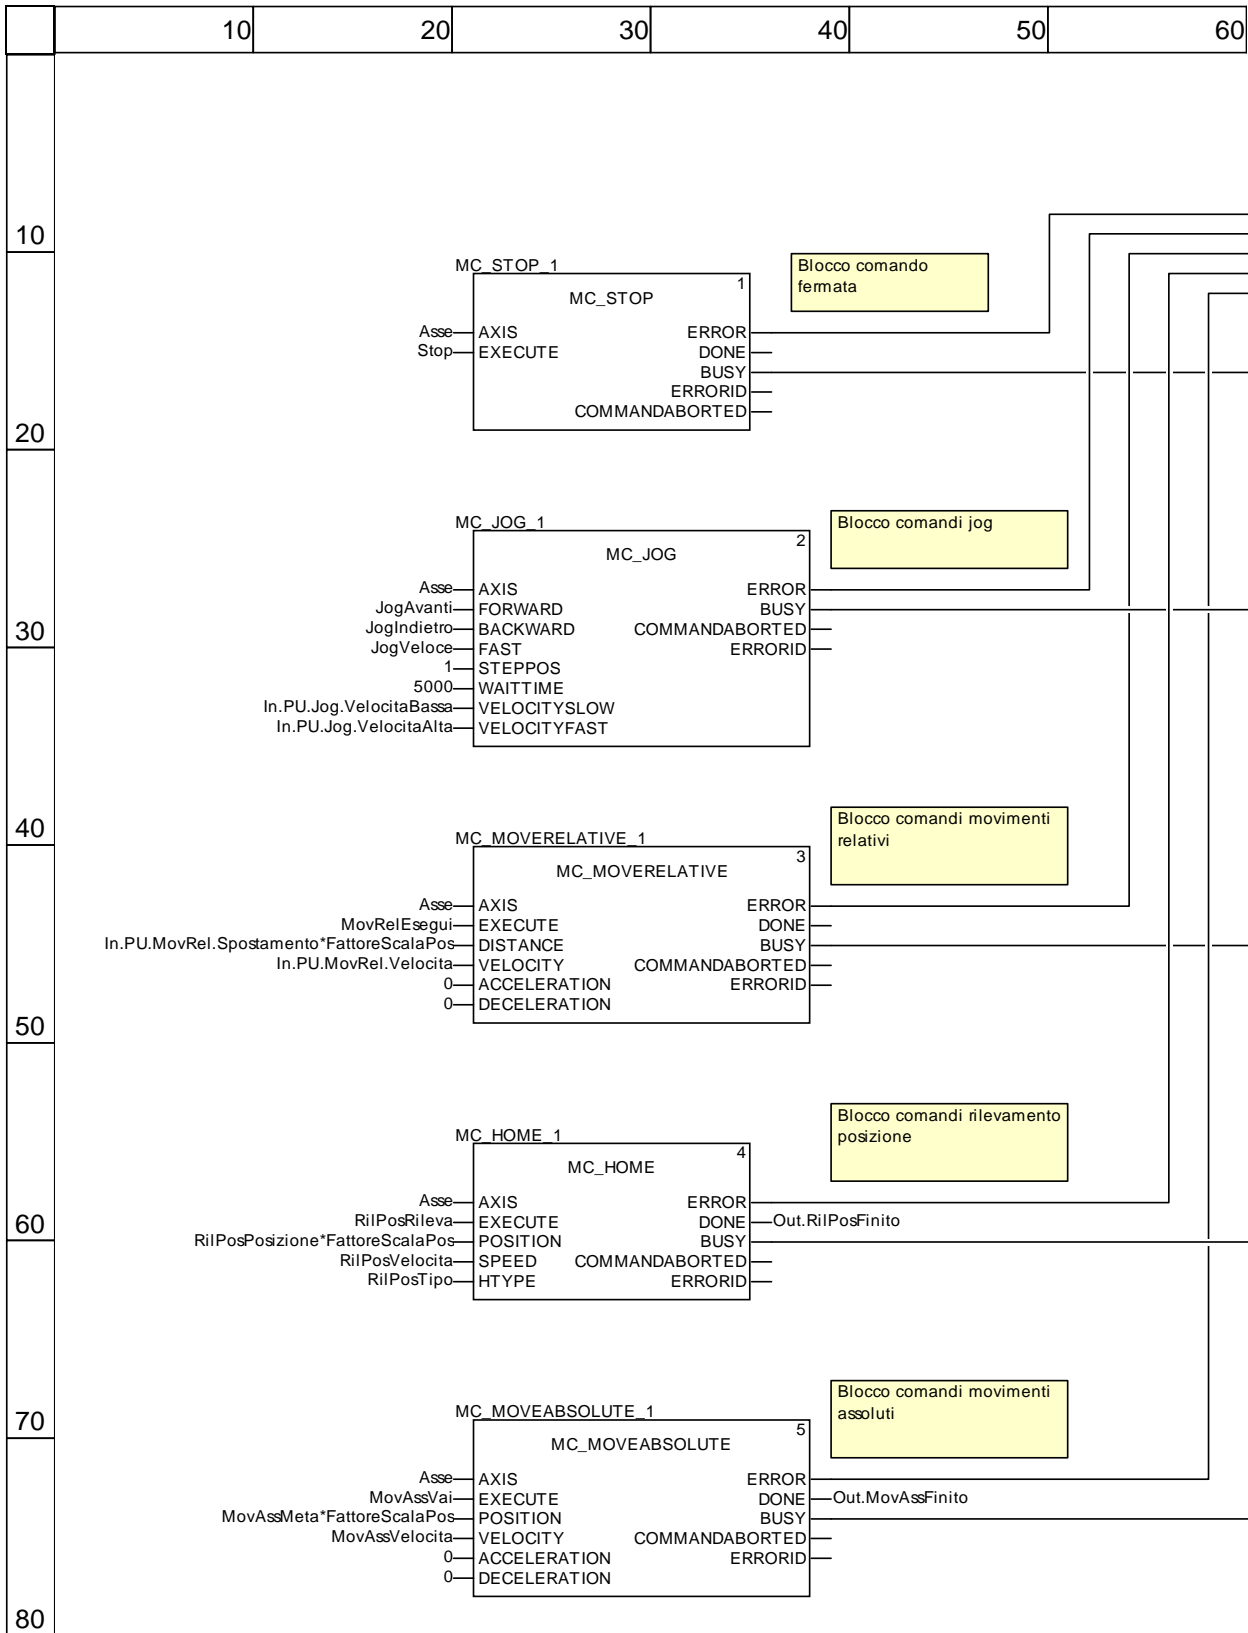 10 20 30 40 50 60
10
MC_STOP_1
Blocco comando
fermata
1
MC_STOP
Asse AXIS ERROR
Stop EXECUTE DONE
BUSY
ERRORID
COMMANDABORTED
20
MC_JOG_1
Blocco comandi jog
2
MC_JOG
Asse AXIS ERROR
JogAvanti FORWARD BUSY
30
JogIndietro BACKWARD COMMANDABORTED
JogVeloce FAST ERRORID
1 STEPPOS
5000 WAITTIME
In.PU.Jog.VelocitaBassa VELOCITYSLOW
In.PU.Jog.VelocitaAlta VELOCITYFAST
40
MC_MOVERELATIVE_1
Blocco comandi movimenti
relativi
3
MC_MOVERELATIVE
Asse AXIS ERROR
MovRelEsegui EXECUTE DONE
In.PU.MovRel.Spostamento*FattoreScalaPos DISTANCE BUSY
In.PU.MovRel.Velocita VELOCITY COMMANDABORTED
0 ACCELERATION ERRORID
0 DECELERATION
50
MC_HOME_1
Blocco comandi rilevamento
posizione
4
MC_HOME
Asse AXIS ERROR
60
RilPosRileva EXECUTE DONE Out.RilPosFinito
RilPosPosizione*FattoreScalaPos POSITION BUSY
RilPosVelocita SPEED COMMANDABORTED
RilPosTipo HTYPE ERRORID
70
MC_MOVEABSOLUTE_1
Blocco comandi movimenti
assoluti
5
MC_MOVEABSOLUTE
Asse AXIS ERROR
MovAssVai EXECUTE DONE Out.MovAssFinito
MovAssMeta*FattoreScalaPos POSITION BUSY
MovAssVelocita VELOCITY COMMANDABORTED
0 ACCELERATION ERRORID
0 DECELERATION
80